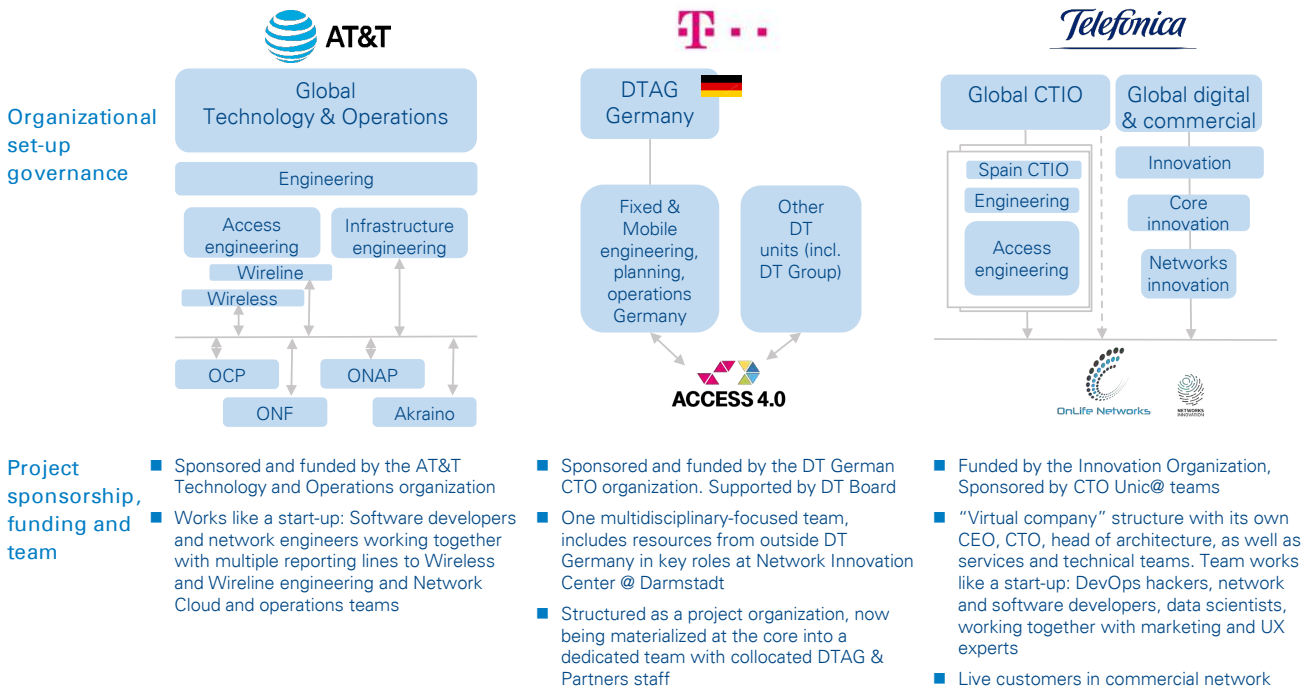 AT&T
T
Telefónica
Organizational
set-up
governance
Global
Technology & Operations
Engineering
Access
engineering
Infrastructure
engineering
Wireline
Wireless
OCP
ONAP
ONF
Akraino
DTAG
Germany
Fixed &
Mobile
engineering,
planning,
operations
Germany
Other
DT
units (incl.
DT Group)
ACCESS 4.0
Global CTIO
Global digital
& commercial
Spain CTIO
Engineering
Access
engineering
Innovation
Core
innovation
Networks
innovation
OnLife Networks
NETWORKS
INNOVATION
Project
sponsorship,
funding and
team
Sponsored and funded by the AT&T
Technology and Operations organization
Works like a start-up: Software developers
and network engineers working together
with multiple reporting lines to Wireless
and Wireline engineering and Network
Cloud and operations teams
Sponsored and funded by the DT German
CTO organization. Supported by DT Board
One multidisciplinary-focused team,
includes resources from outside DT
Germany in key roles at Network Innovation
Center @ Darmstadt
Structured as a project organization, now
being materialized at the core into a
dedicated team with collocated DTAG &
Partners staff
Funded by the Innovation Organization,
Sponsored by CTO Unic@ teams
“Virtual company” structure with its own
CEO, CTO, head of architecture, as well as
services and technical teams. Team works
like a start-up: DevOps hackers, network
and software developers, data scientists,
working together with marketing and UX
experts
Live customers in commercial network